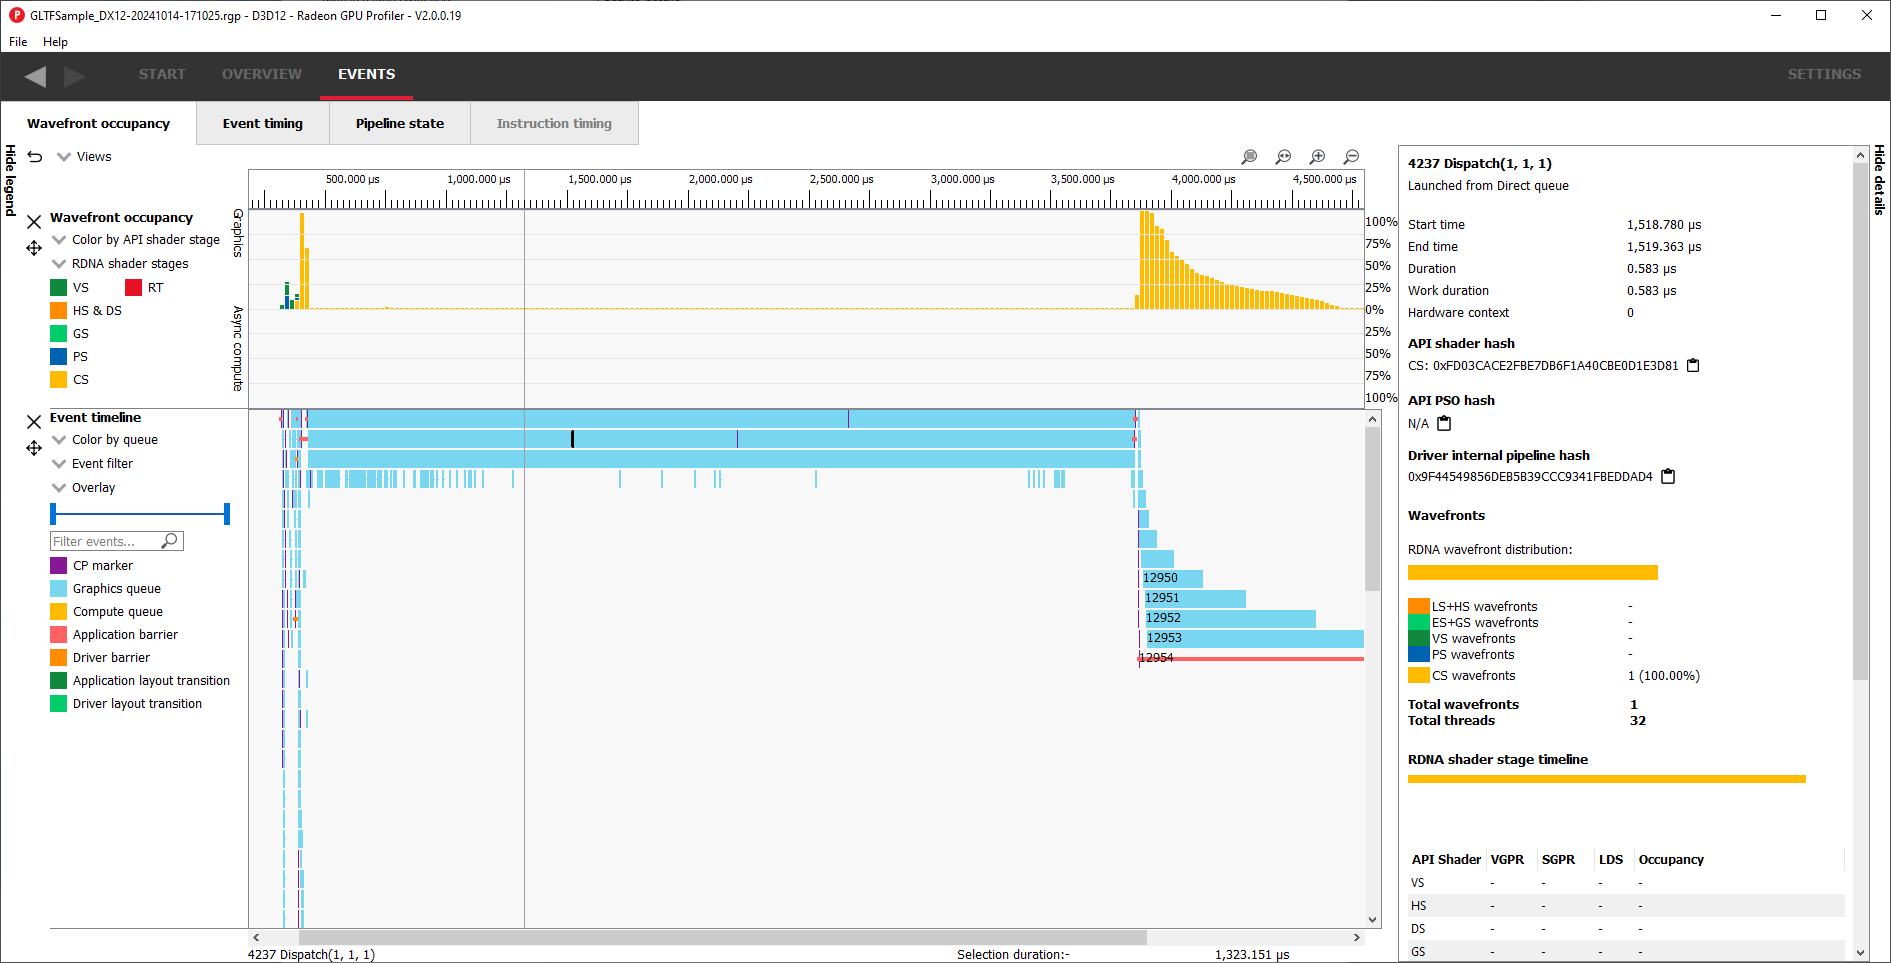 GLTFSample_DX12-20241014-171025.rgp - D3D12 - Radeon GPU Profiler - V2.0.0.19
File Help
START OVERVIEW EVENTS SETTINGS
Wavefront occupancy Event timing Pipeline state Instruction timing
Hide legend
Views
500.000 µs 1,000.000 µs 1,500.000 µs 2,000.000 µs 2,500.000 µs 3,000.000 µs 3,500.000 µs 4,000.000 µs 4,500.000 µs
Wavefront occupancy
Color by API shader stage
RDNA shader stages
VS RT
HS & DS
GS
PS
CS
Graphics
Async compute
100%
75%
50%
25%
0%
25%
50%
75%
100%
Event timeline
Color by queue
Event filter
Overlay
Filter events...
CP marker
Graphics queue
Compute queue
Application barrier
Driver barrier
Application layout transition
Driver layout transition
12950
12951
12952
12953
12954
4237 Dispatch(1, 1, 1) Selection duration:- 1,323.151 µs
Hide details
4237 Dispatch(1, 1, 1)
Launched from Direct queue
Start time 1,518.780 µs
End time 1,519.363 µs
Duration 0.583 µs
Work duration 0.583 µs
Hardware context 0
API shader hash
CS: 0xFD03CACE2FBE7DB6F1A40CBE0D1E3D81
API PSO hash
N/A
Driver internal pipeline hash
0x9F44549856DEB5B39CCC9341FBEDDAD4
Wavefronts
RDNA wavefront distribution:
LS+HS wavefronts -
ES+GS wavefronts -
VS wavefronts -
PS wavefronts -
CS wavefronts 1 (100.00%)
Total wavefronts 1
Total threads 32
RDNA shader stage timeline
API Shader VGPR SGPR LDS Occupancy
VS - - - -
HS - - - -
DS - - - -
GS - - - -